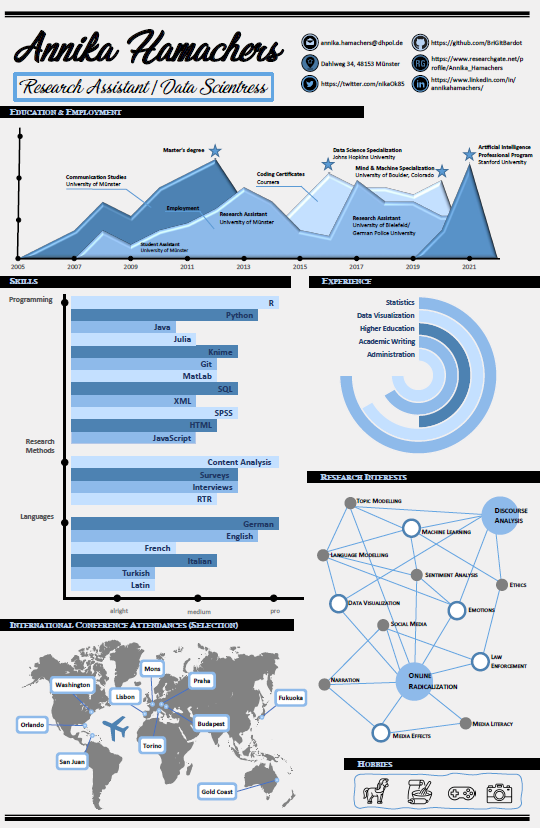 Annika Hamachers
Research Assistant / Data Scientress
annika.hamachers@dhpol.de
https://github.com/BriGitBardot
Dahlweg 34, 48153 Münster
RG
https://www.researchgate.net/p
rofile/Annika_Hamachers
https://twitter.com/nikaOk85
in
https://www.linkedin.com/in/
annikahamachers/
EDUCATION & EMPLOYMENT
Master's degree
Data Science Specialization
Johns Hopkins University
Artificial Intelligence
Professional Program
Stanford University
Mind & Machine Specialization
University of Boulder, Colorado
Communication Studies
University of Münster
Coding Certificates
Coursera
Employment
Research Assistant
University of Münster
Research Assistant
University of Bielefeld/
German Police University
Student Assistant
University of Münster
2005
2007
2009
2011
2013
2015
2017
2019
2021
SKILLS
Programming
R
Python
Java
Julia
Knime
Git
MatLab
SQL
XML
SPSS
HTML
JavaScript
Research
Methods
Content Analysis
Surveys
Interviews
RTR
Languages
German
English
French
Italian
Turkish
Latin
alright
medium
pro
EXPERIENCE
Statistics
Data Visualization
Higher Education
Academic Writing
Administration
RESEARCH INTERESTS
TOPIC MODELLING
DISCOURSE
ANALYSIS
MACHINE LEARNING
LANGUAGE MODELLING
SENTIMENT ANALYSIS
ETHICS
DATA VISUALIZATION
EMOTIONS
SOCIAL MEDIA
LAW
ENFORCEMENT
NARRATION
ONLINE
RADICALIZATION
MEDIA LITERACY
MEDIA EFFECTS
INTERNATIONAL CONFERENCE ATTENDANCES (SELECTION)
Mons
Washington
Praha
Lisbon
Fukuoka
Orlando
Budapest
Torino
San Juan
Gold Coast
HOBBIES